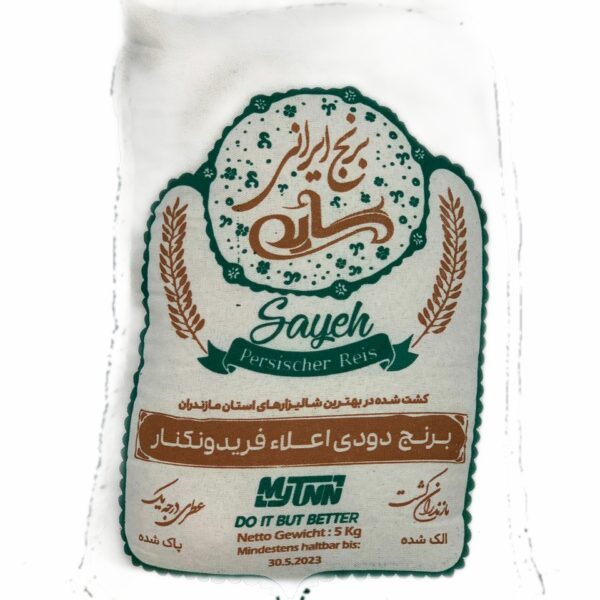 برنج ایرانی
سایه
Sayeh
Persischer Reis
کشت شده در بهترین شالیزارهای استان مازندران
برنج دودی اعلاء فریدونکنار
عطری درجه یک
پاک شده
MJTNN
DO IT BUT BETTER
Netto Gewicht : 5 Kg
Mindestens haltbar bis:
30.5.2023
مازندران کشت
الک شده